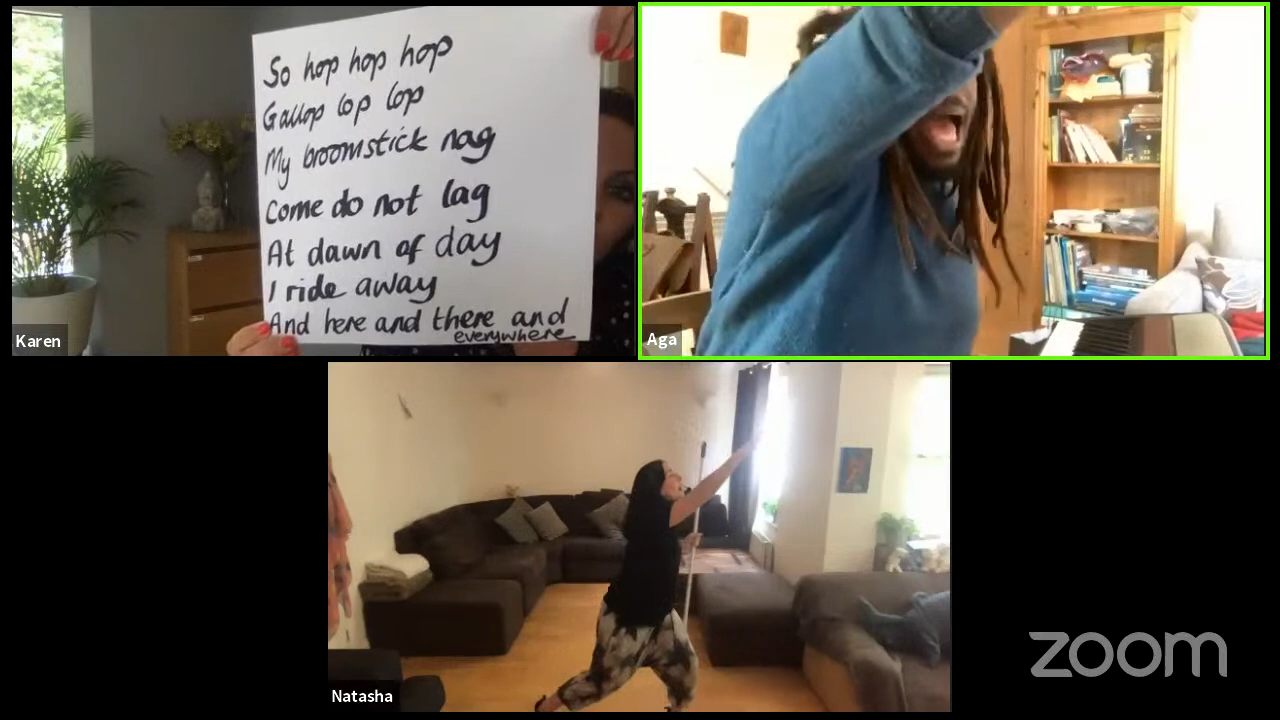 So hop hop hop
Gallop lop lop
My broomstick nag
Come do not lag
At dawn of day
I ride away
And here and there and
everywhere
Karen
Aga
Natasha
zoom